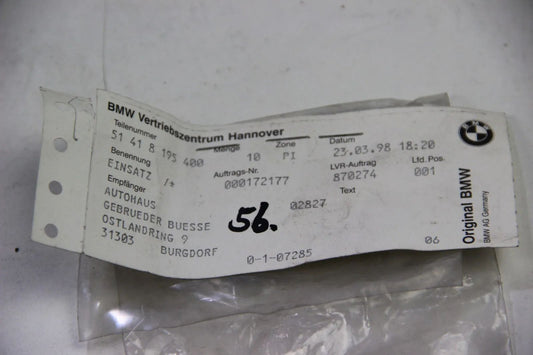 BMW Vertriebszentrum Hannover
Teilenummer Menge Zone Datum
51 41 8 195 400 10 PI 23.03.98 18:20
Benennung Auftrags-Nr. LVR-Auftrag Lfd. Pos.
EINSATZ /* 000172177 870274 001
Empfänger Text
AUTOHAUS 02827
GEBRUEDER BUESSE 56.
OSTLANDRING 9
31303 BURGDORF 0-1-07285 06
BMW
Original BMW
BMW AG Germany